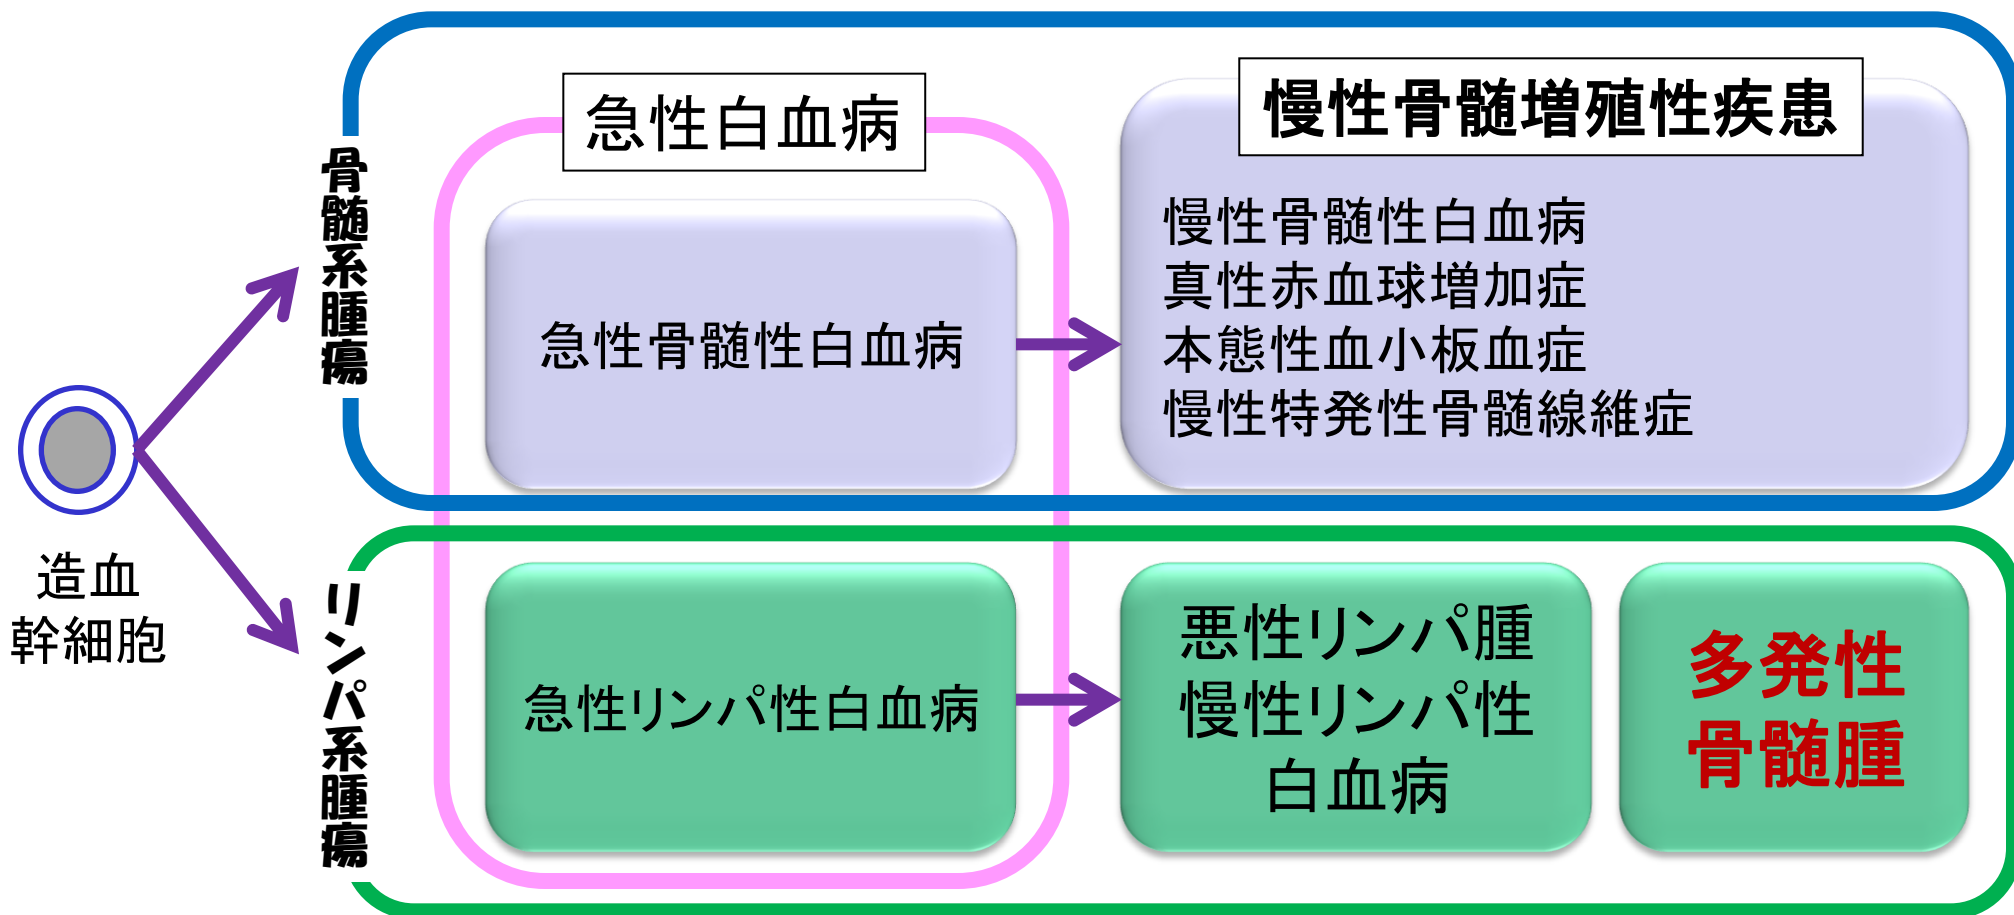 造血
幹細胞
骨髄系腫瘍
急性白血病
急性骨髄性白血病
慢性骨髄増殖性疾患
慢性骨髄性白血病
真性赤血球増加症
本態性血小板血症
慢性特発性骨髄線維症
リンパ系腫瘍
急性リンパ性白血病
悪性リンパ腫
慢性リンパ性
白血病
多発性
骨髄腫